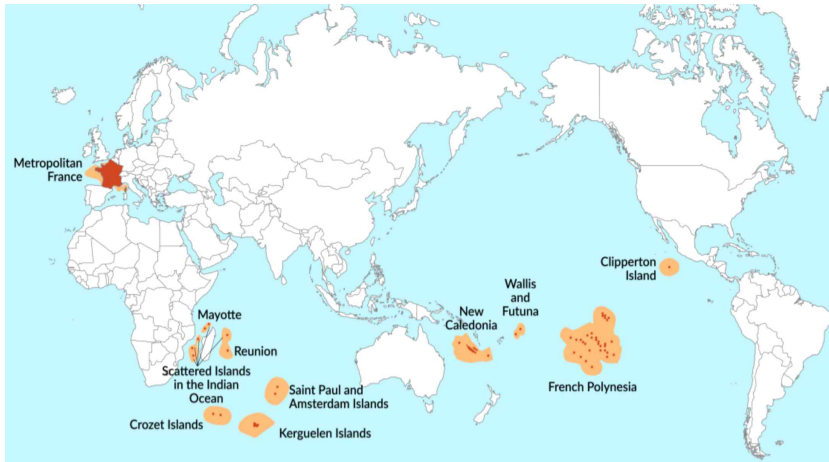 Metropolitan
France
Clipperton
Island
Wallis
and
Futuna
New
Caledonia
Mayotte
Reunion
Scattered Islands
in the Indian
Ocean
French Polynesia
Saint Paul and
Amsterdam Islands
Crozet Islands
Kerguelen Islands